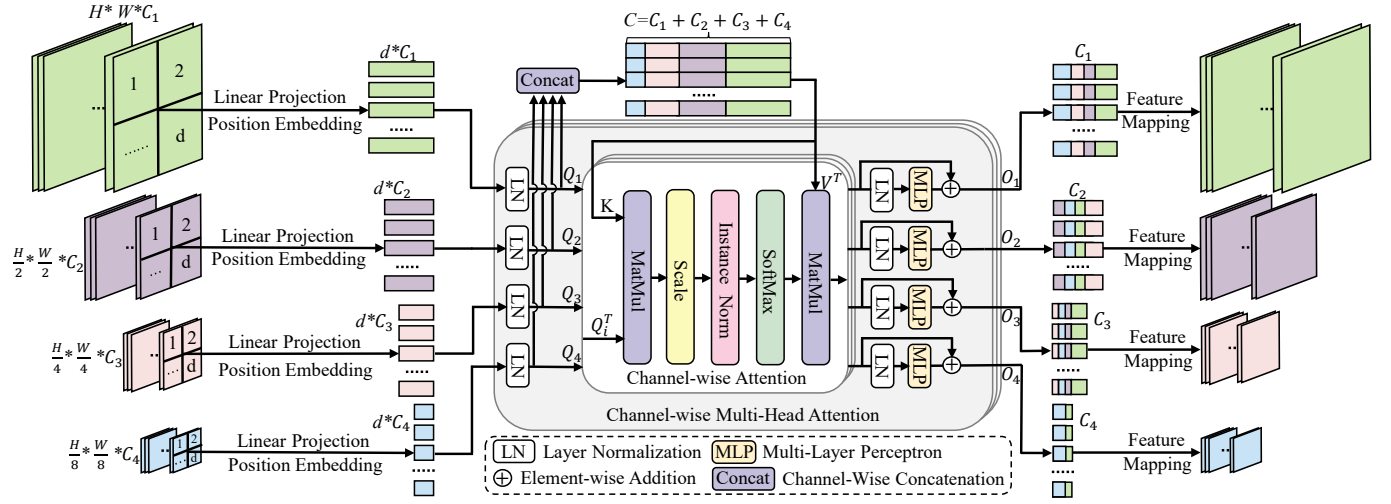 H* W*C₁
1
2
...
......
d
Linear Projection
Position Embedding
d*C₁
.....
Concat
C=C₁ + C₂ + C₃ + C₄
.....
C₁
.....
Feature
Mapping
...
H/2 * W/2 *C₂
...
1
2
...
d
Linear Projection
Position Embedding
d*C₂
.....
C₂
.....
Feature
Mapping
...
H/4 * W/4 *C₃
...
1
2
...
d
Linear Projection
Position Embedding
d*C₃
.....
C₃
.....
Feature
Mapping
...
H/8 * W/8 *C₄
...
1
2
...
d
Linear Projection
Position Embedding
d*C₄
.....
C₄
.....
Feature
Mapping
...
LN
Q₁
LN
Q₂
LN
Q₃
LN
Q₄
K
Qᵢᵀ
Vᵀ
MatMul
Scale
Instance Norm
SoftMax
MatMul
Channel-wise Attention
LN
MLP
O₁
LN
MLP
O₂
LN
MLP
O₃
LN
MLP
O₄
Channel-wise Multi-Head Attention
LN Layer Normalization MLP Multi-Layer Perceptron
Element-wise Addition Concat Channel-Wise Concatenation